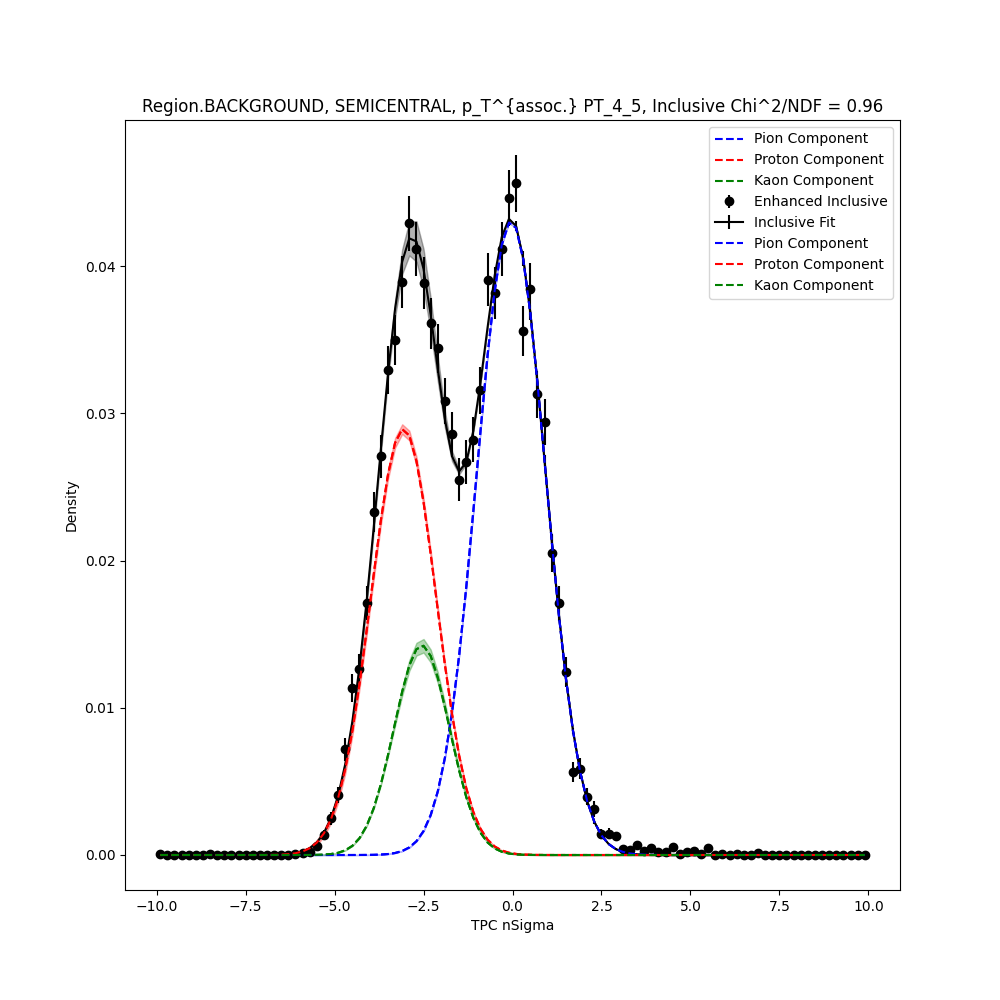 Region.BACKGROUND, SEMICENTRAL, p_T^{assoc.} PT_4_5, Inclusive Chi^2/NDF = 0.96
Pion Component
Proton Component
Kaon Component
Enhanced Inclusive
Inclusive Fit
Pion Component
Proton Component
Kaon Component
0.04
0.03
0.02
0.01
0.00
Density
−10.0 −7.5 −5.0 −2.5 0.0 2.5 5.0 7.5 10.0
TPC nSigma